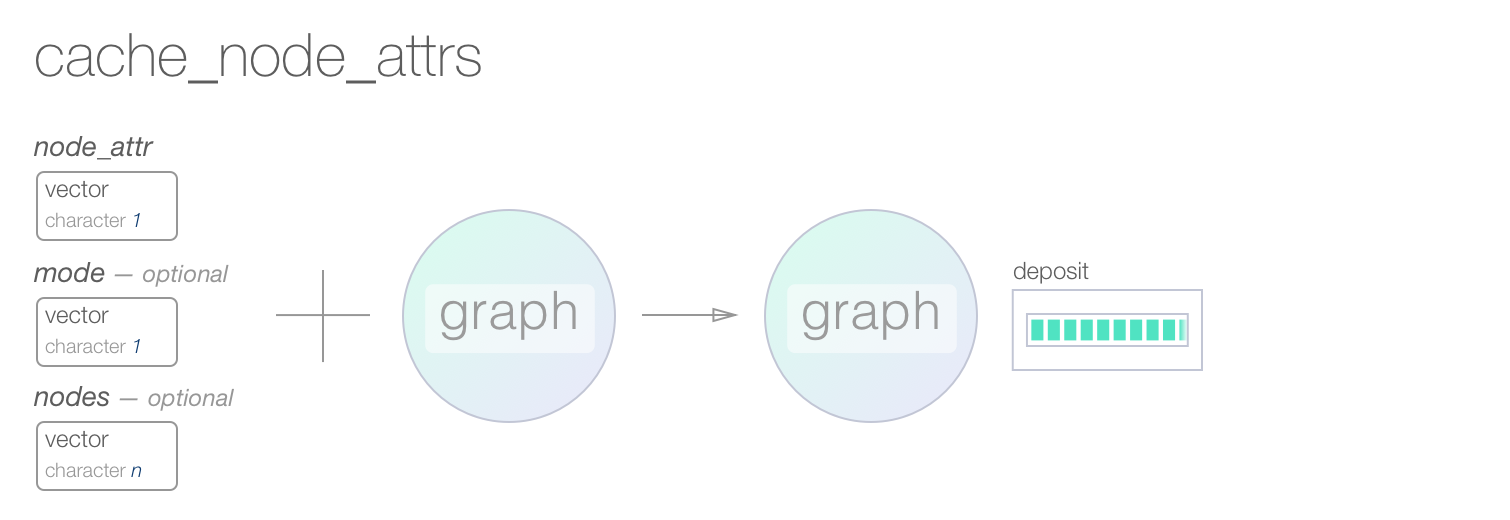 cache_node_attrs
node_attr
vector
character 1
mode — optional
vector
character 1
nodes — optional
vector
character n
graph
graph
deposit